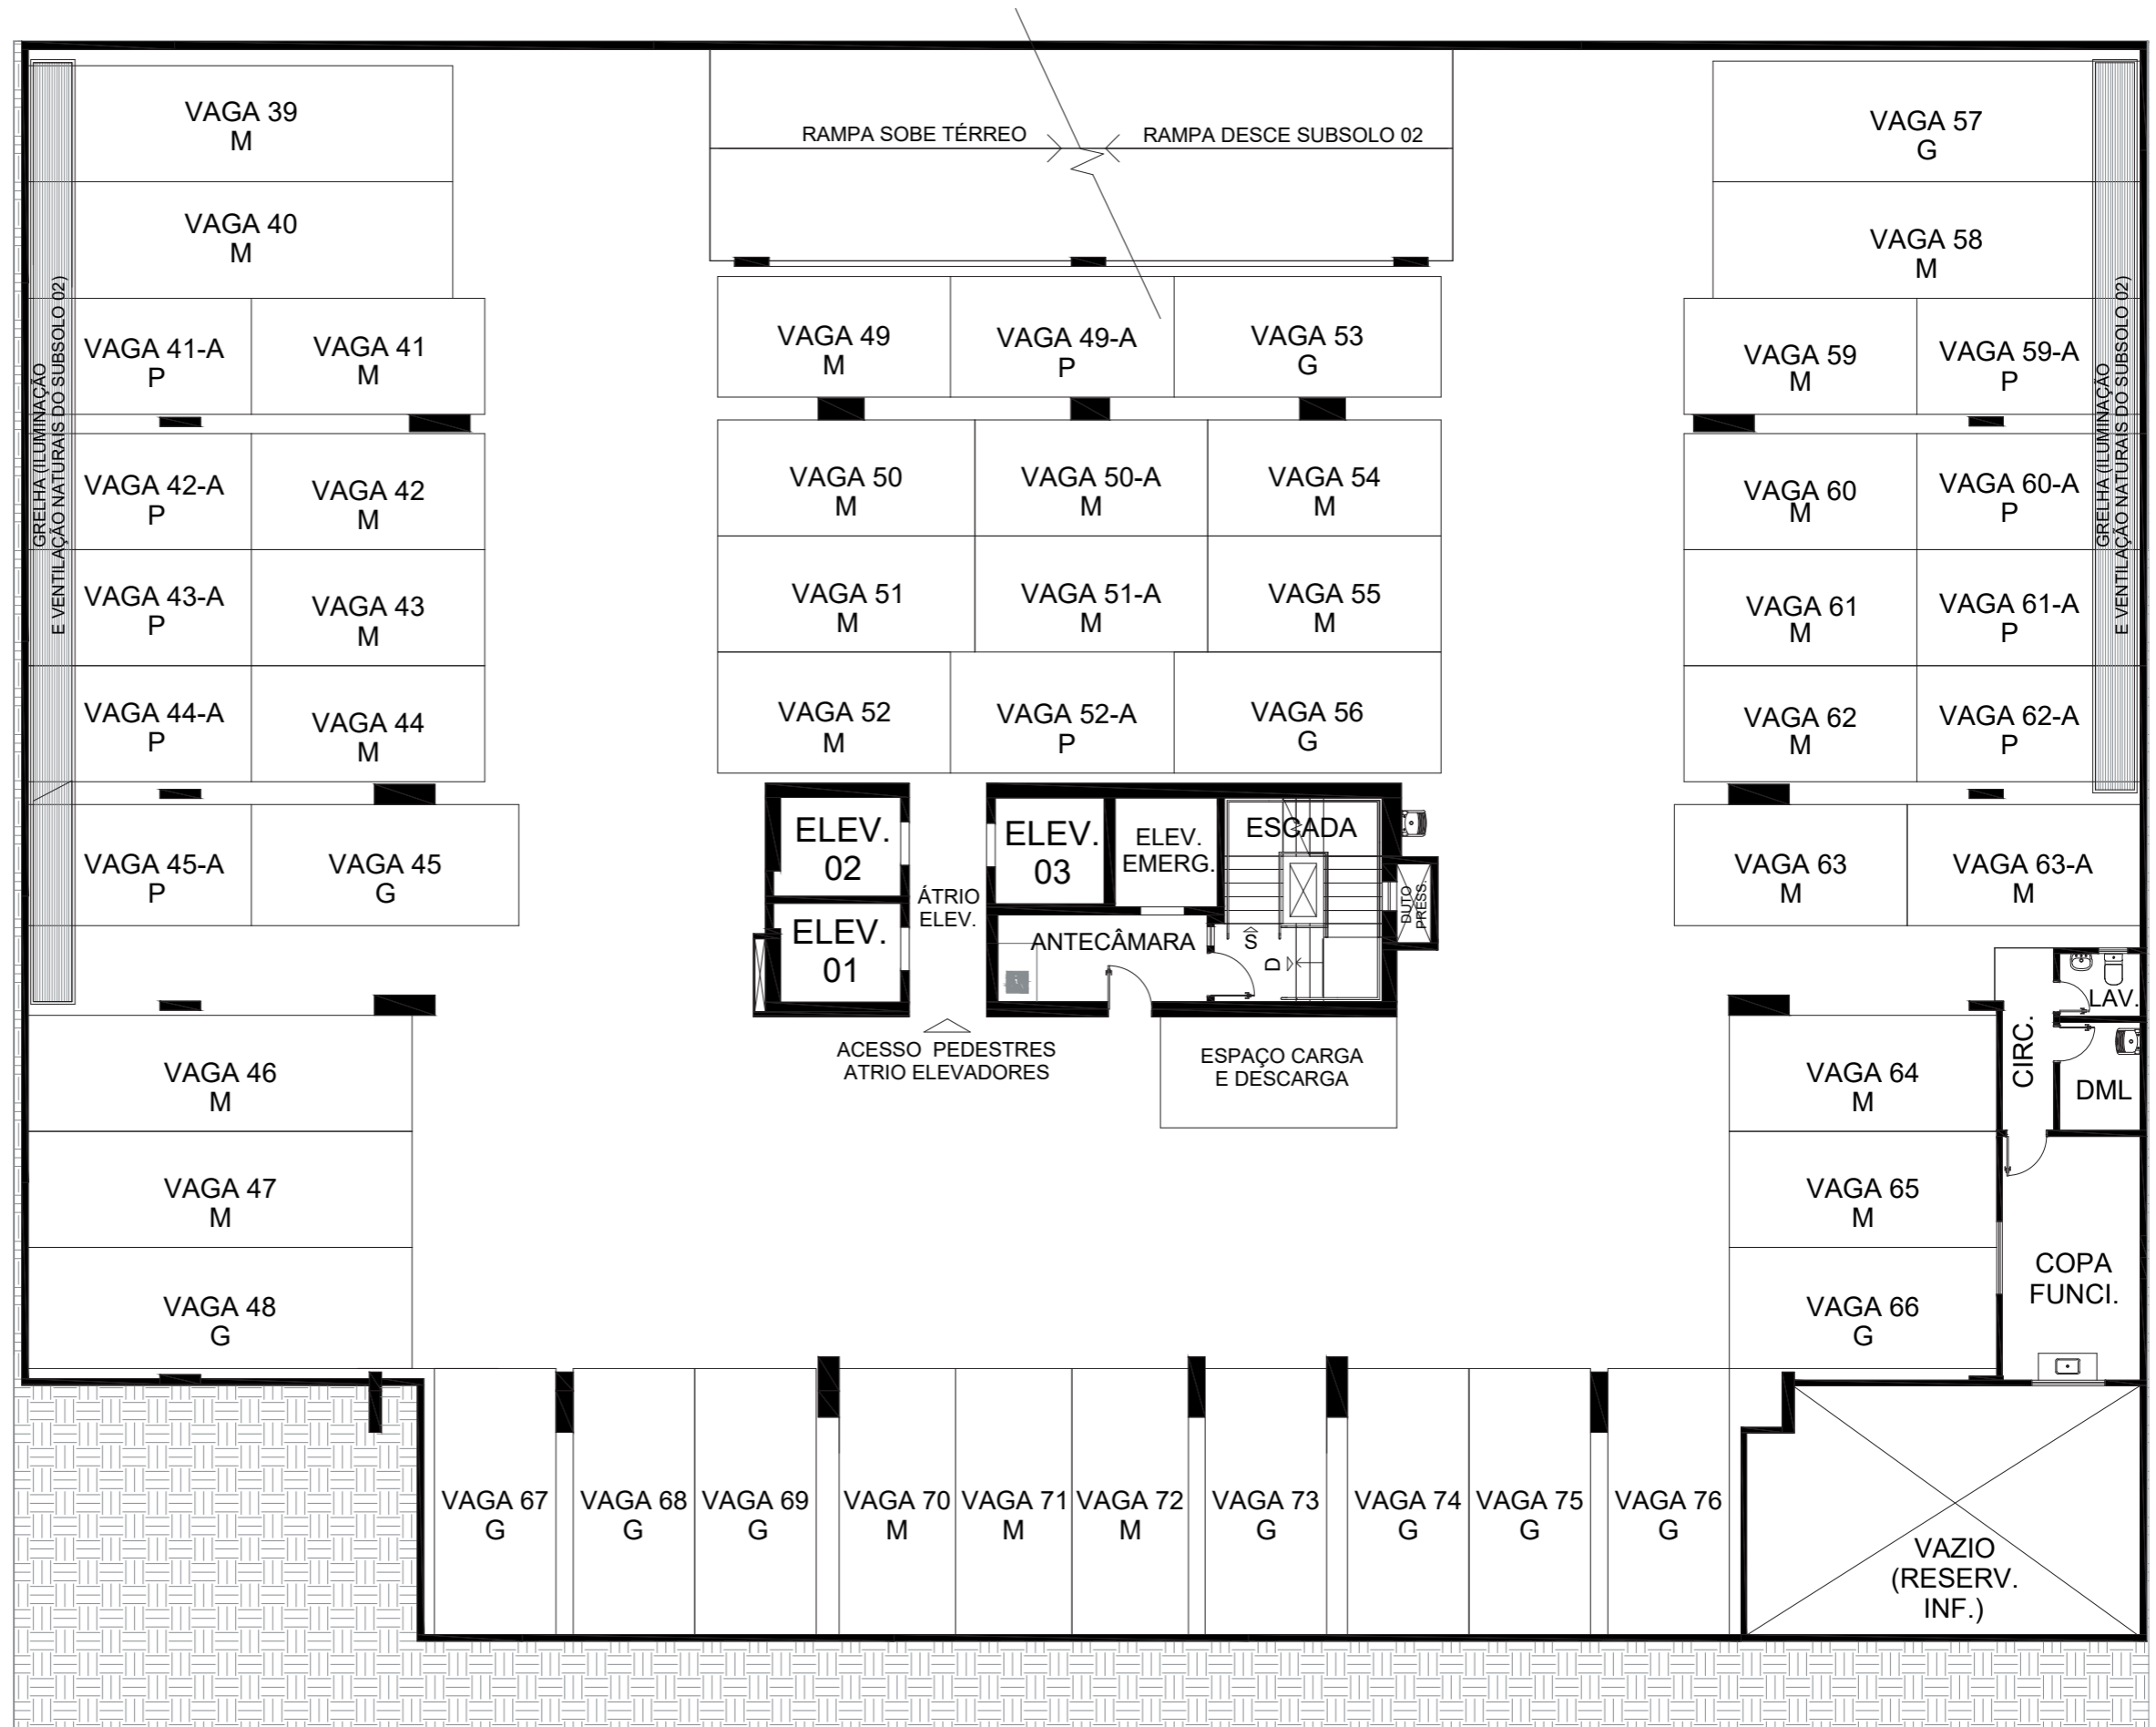 VAGA 39
M
VAGA 40
M
VAGA 41-A
P
VAGA 41
M
VAGA 42-A
P
VAGA 42
M
VAGA 43-A
P
VAGA 43
M
VAGA 44-A
P
VAGA 44
M
VAGA 45-A
P
VAGA 45
G
VAGA 46
M
VAGA 47
M
VAGA 48
G
GRELHA (ILUMINAÇÃO
E VENTILAÇÃO NATURAIS DO SUBSOLO 02)
RAMPA SOBE TÉRREO
RAMPA DESCE SUBSOLO 02
VAGA 49
M
VAGA 49-A
P
VAGA 53
G
VAGA 50
M
VAGA 50-A
M
VAGA 54
M
VAGA 51
M
VAGA 51-A
M
VAGA 55
M
VAGA 52
M
VAGA 52-A
P
VAGA 56
G
ELEV.
02
ELEV.
01
ÁTRIO
ELEV.
ELEV.
03
ELEV.
EMERG.
ESCADA
DUTO
PRESS.
ANTECÂMARA
S
D
ACESSO PEDESTRES
ATRIO ELEVADORES
ESPAÇO CARGA
E DESCARGA
VAGA 57
G
VAGA 58
M
VAGA 59
M
VAGA 59-A
P
VAGA 60
M
VAGA 60-A
P
VAGA 61
M
VAGA 61-A
P
VAGA 62
M
VAGA 62-A
P
VAGA 63
M
VAGA 63-A
M
GRELHA (ILUMINAÇÃO
E VENTILAÇÃO NATURAIS DO SUBSOLO 02)
VAGA 64
M
VAGA 65
M
VAGA 66
G
CIRC.
LAV.
DML
COPA
FUNCI.
VAGA 67
G
VAGA 68
G
VAGA 69
G
VAGA 70
M
VAGA 71
M
VAGA 72
M
VAGA 73
G
VAGA 74
G
VAGA 75
G
VAGA 76
G
VAZIO
(RESERV.
INF.)